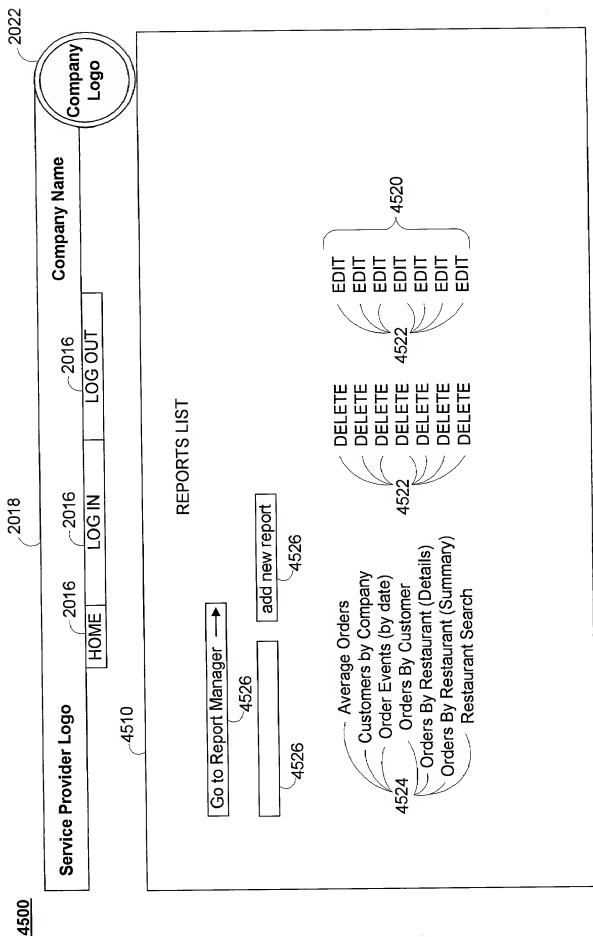 4500
2018
2022
Service Provider Logo
Company Name
Company Logo
2016
2016
2016
HOME
LOG IN
LOG OUT
4510
REPORTS LIST
Go to Report Manager
4526
add new report
4526
4526
Average Orders DELETE EDIT
Customers by Company DELETE EDIT
Order Events (by date) DELETE EDIT
Orders By Customer DELETE EDIT
Orders By Restaurant (Details) DELETE EDIT
Orders By Restaurant (Summary) DELETE EDIT
Restaurant Search DELETE EDIT
4524
4522
4522
4520